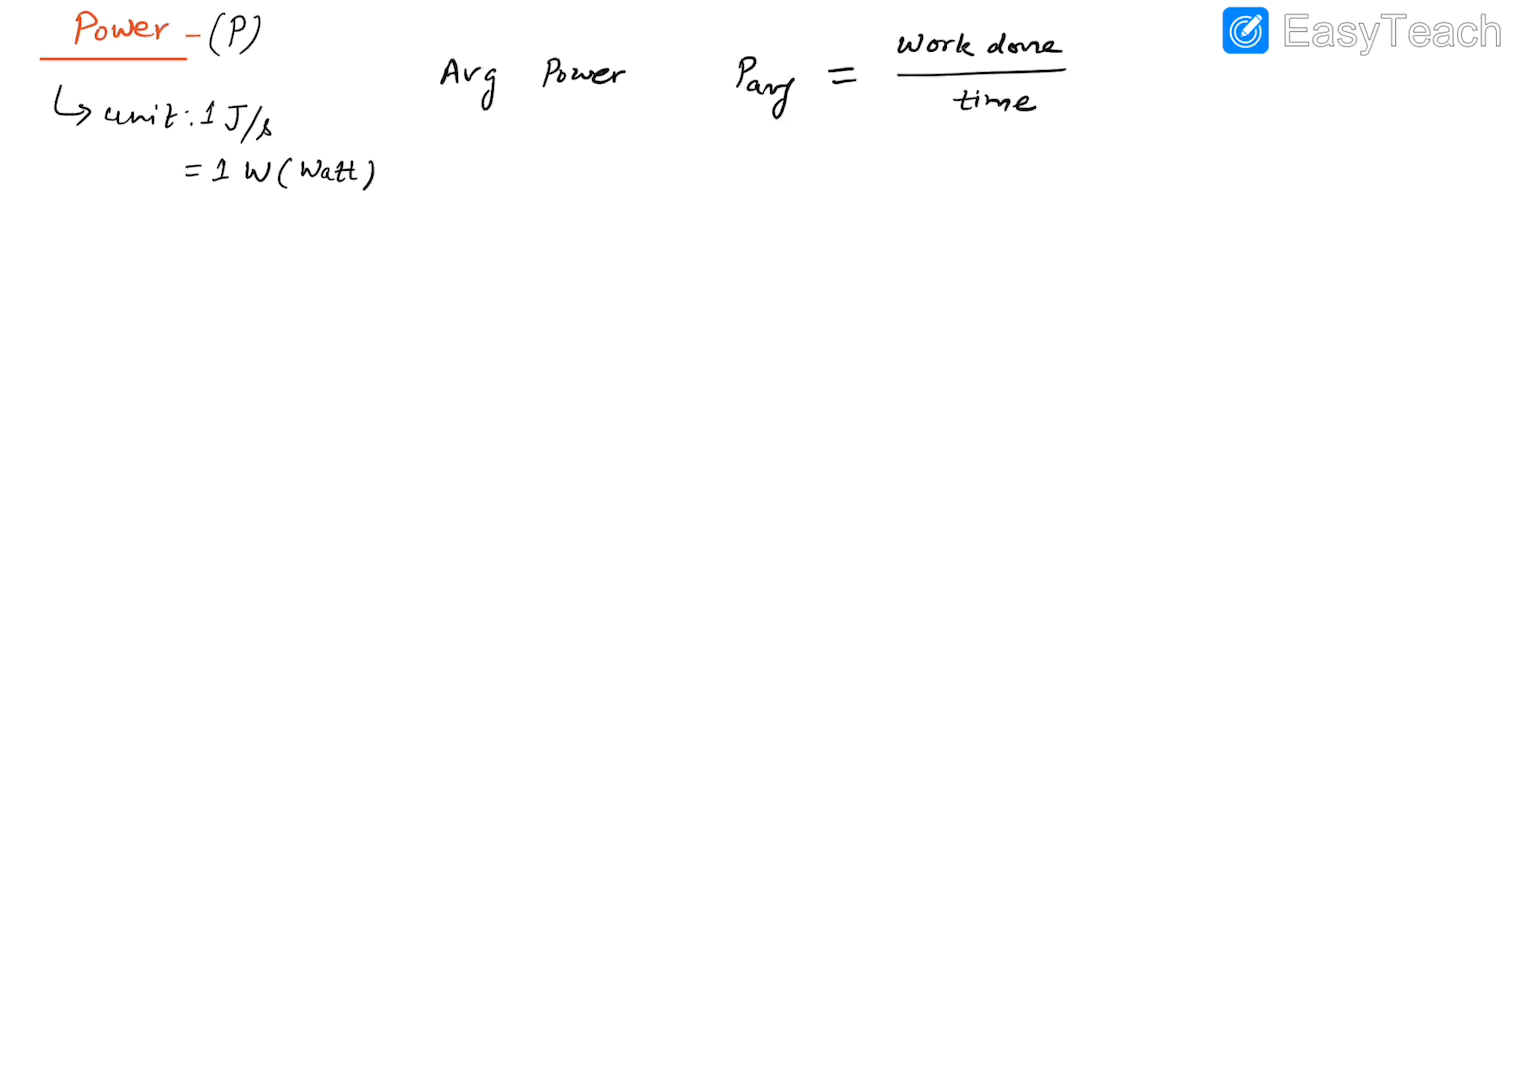 Power - (P)
↳ unit: 1 J/s
= 1 W (Watt)
Avg Power P_avg = Work done / time
EasyTeach